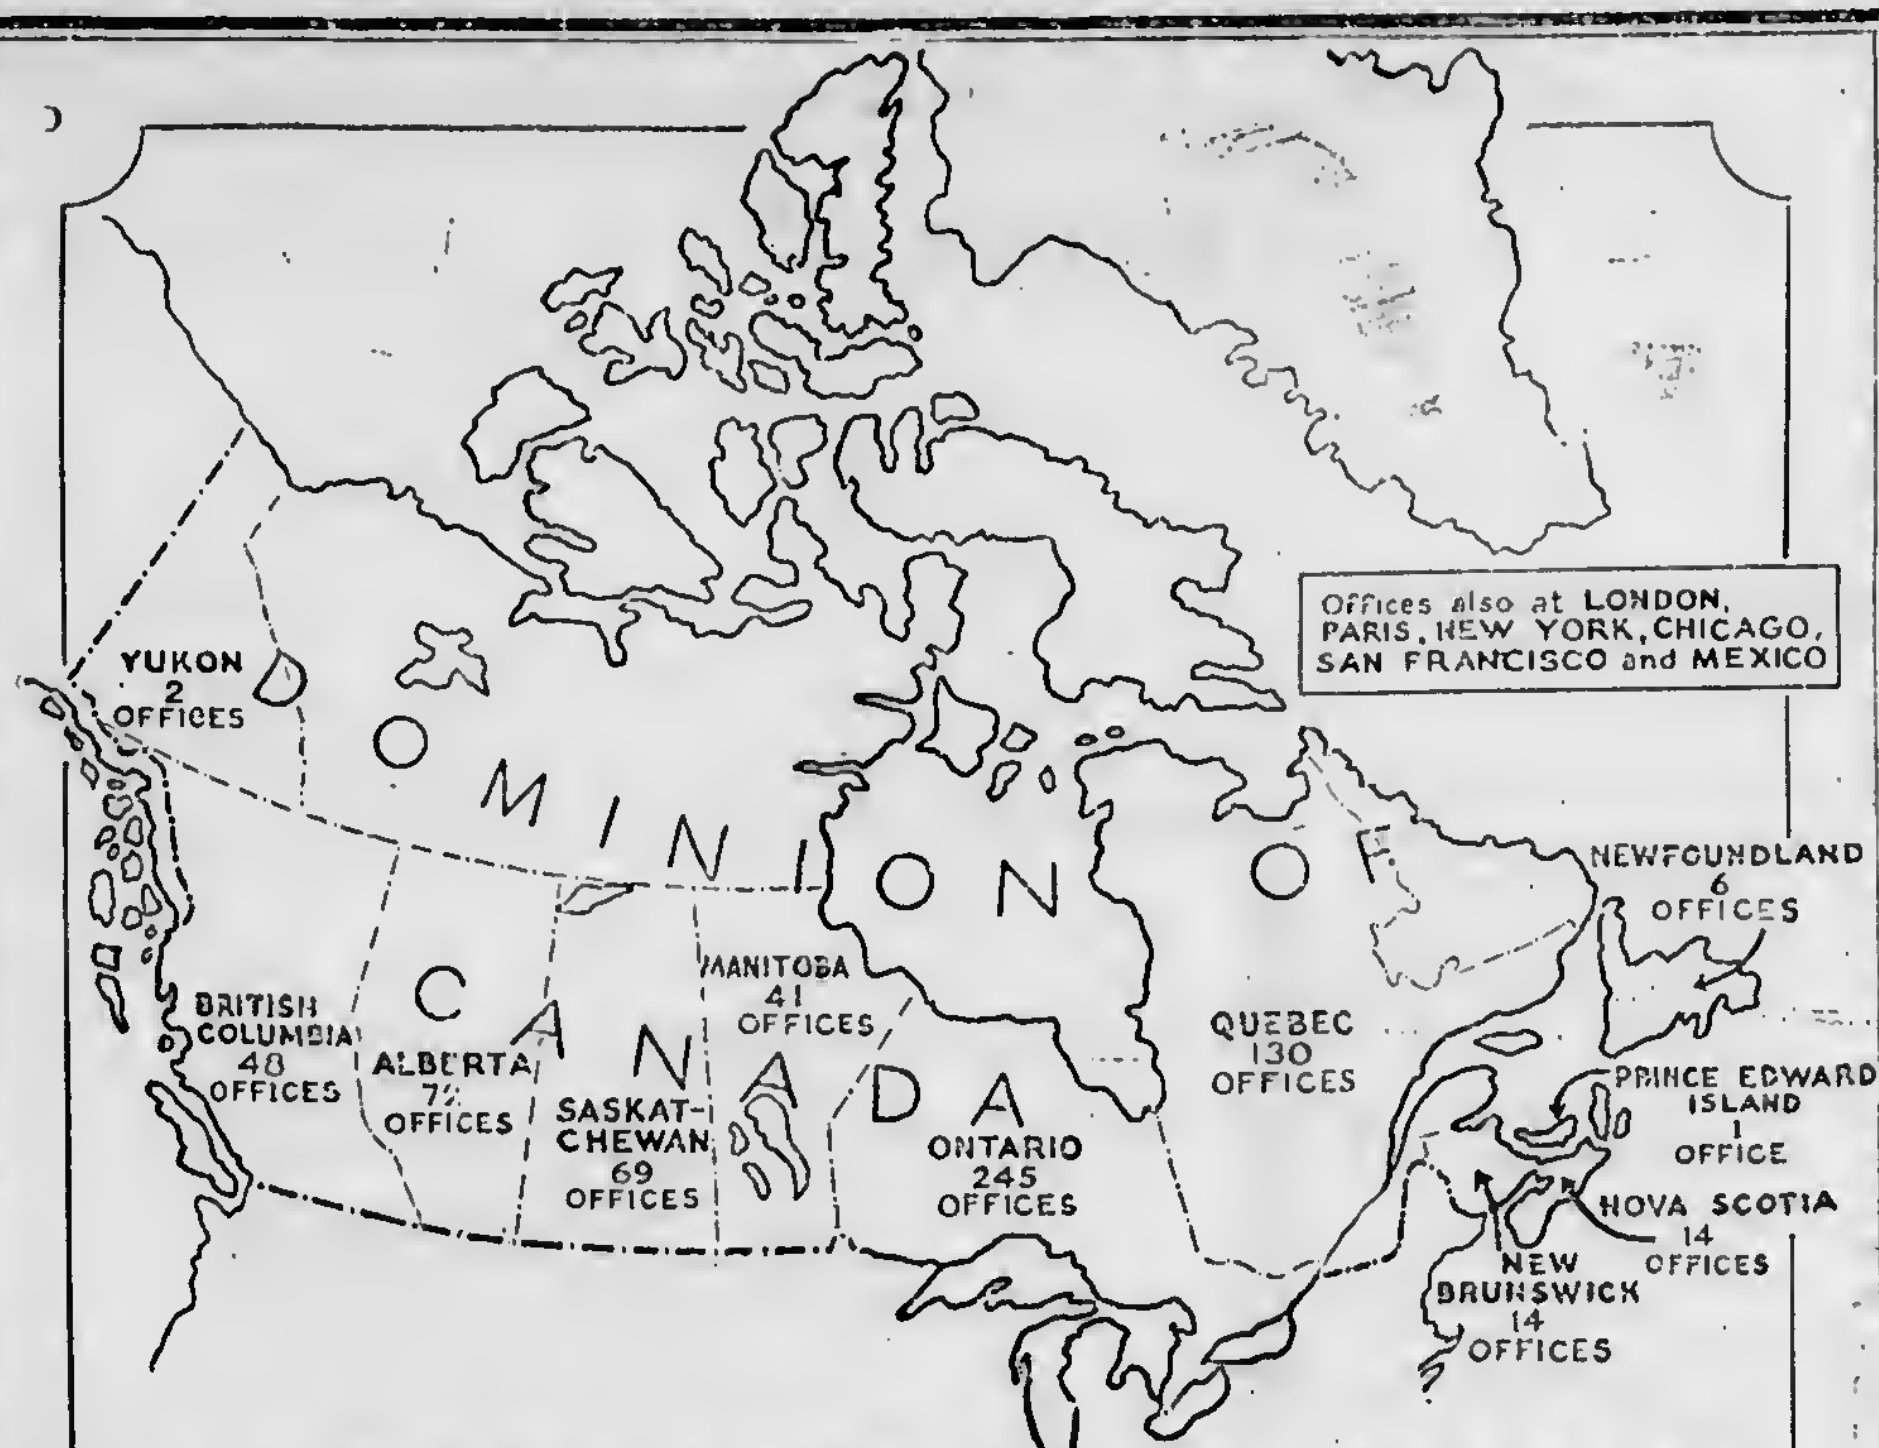 Offices also at LONDON,
PARIS, NEW YORK, CHICAGO,
SAN FRANCISCO and MEXICO
YUKON
2
OFFICES
DOMINION OF
CANADA
NEWFOUNDLAND
6
OFFICES
BRITISH
COLUMBIA
48
OFFICES
ALBERTA
OFFICES
SASKAT-
CHEWAN
69
OFFICES
MANITOBA
41
OFFICES
ONTARIO
245
OFFICES
QUEBEC
130
OFFICES
PRINCE EDWARD
ISLAND
1
OFFICE
NOVA SCOTIA
14
OFFICES
NEW
BRUNSWICK
14
OFFICES